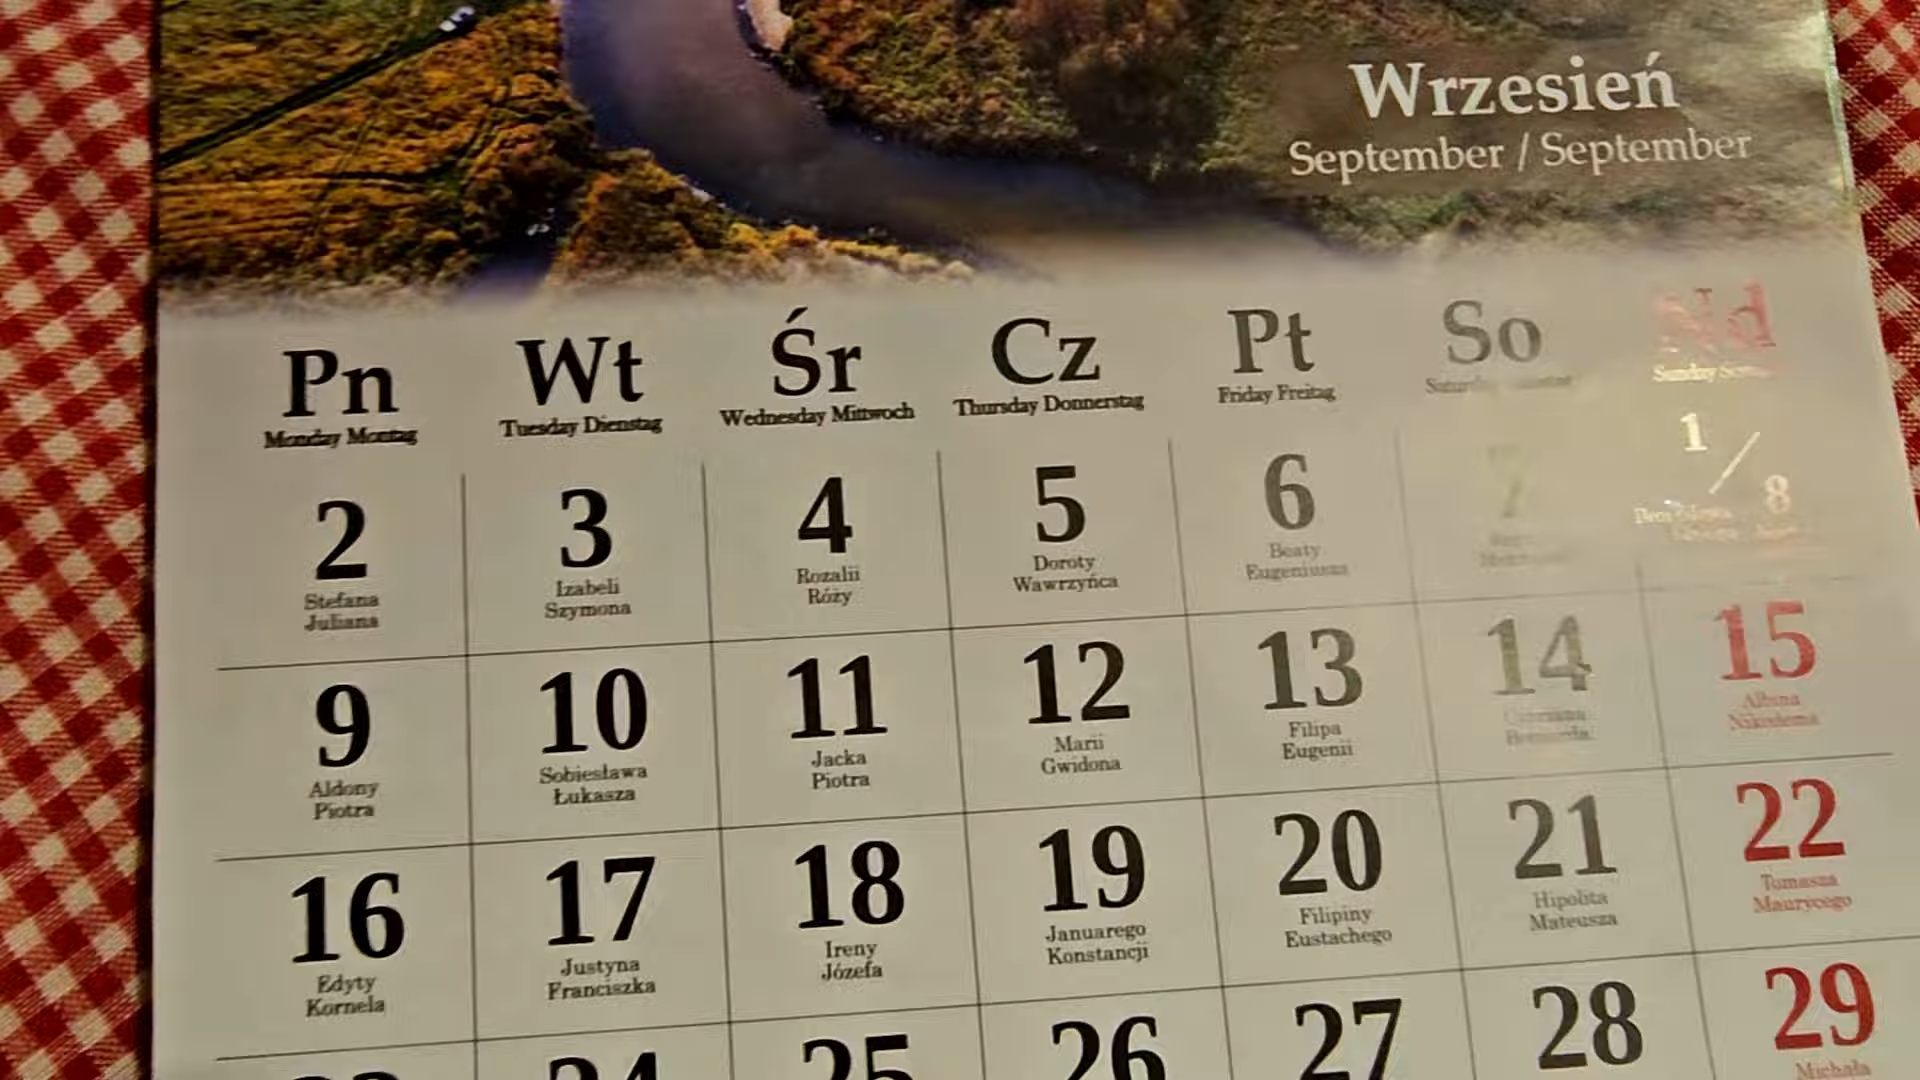 Wrzesień
September / September
Pn Wt Śr Cz Pt So Nd
Monday Montag Tuesday Dienstag Wednesday Mittwoch Thursday Donnerstag Friday Freitag Saturday Sunday
2 3 4 5 6 7 1 / 8
Stefana Izabeli Rozalii Doroty Beaty
Juliana Szymona Róży Wawrzyńca Eugeniusza
9 10 11 12 13 14 15
Aldony Sobiesława Jacka Marii Filipa Albina
Piotra Łukasza Piotra Gwidona Eugenii Nikodema
16 17 18 19 20 21 22
Edyty Justyna Ireny Januarego Filipiny Hipolita Tomasza
Kornela Franciszka Józefa Konstancji Eustachego Mateusza Maurycego
24 25 26 27 28 29
Michała